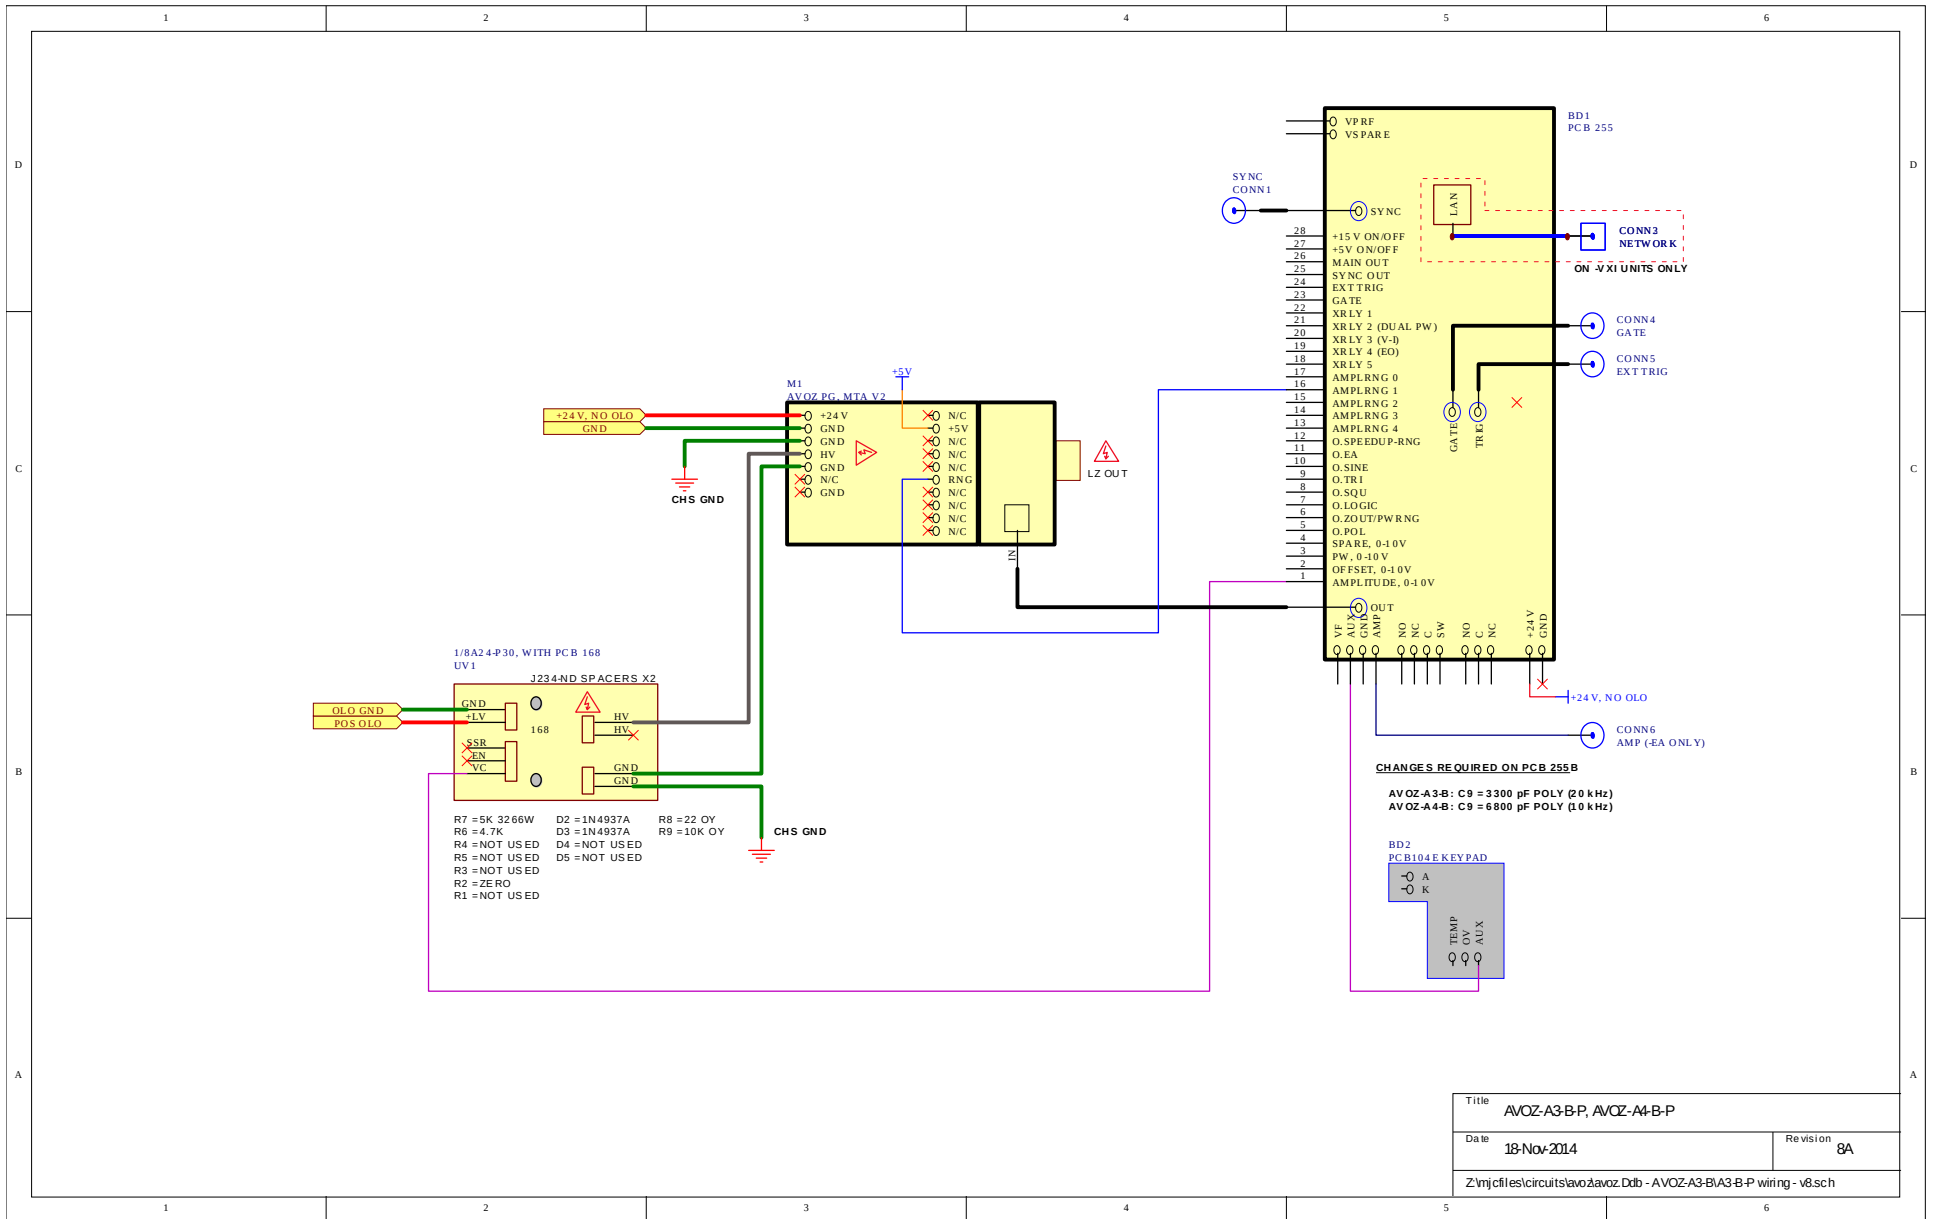 1 2 3 4 5 6
D D
C C
B B
A A
BD1
PCB 255
VPRF
VSPARE
SYNC
CONN1
SYNC
LAN
CONN3
NETWORK
ON -VXI UNITS ONLY
28 +15V ON/OFF
27 +5V ON/OFF
26 MAIN OUT
25 SYNC OUT
24 EXT TRIG
23 GATE
22 XRLY 1
21 XRLY 2 (DUAL PW)
20 XRLY 3 (V-I)
19 XRLY 4 (EO)
18 XRLY 5
17 AMPLRNG 0
16 AMPLRNG 1
15 AMPLRNG 2
14 AMPLRNG 3
13 AMPLRNG 4
12 O.SPEEDUP-RNG
11 O.EA
10 O.SINE
9 O.TRI
8 O.SQU
7 O.LOGIC
6 O.ZOUT/PWRNG
5 O.POL
4 SPARE, 0-10V
3 PW, 0-10V
2 OFFSET, 0-10V
1 AMPLITUDE, 0-10V
OUT
CONN4
GATE
CONN5
EXT TRIG
GATE
TRIG
VF
AUX
GND
AMP
NO
NC
C
SW
NO
C
NC
+24V
GND
+24V, NO OLO
CONN6
AMP (-EA ONLY)
CHANGES REQUIRED ON PCB 255B
AVOZ-A3-B: C9 = 3300 pF POLY (20 kHz)
AVOZ-A4-B: C9 = 6800 pF POLY (10 kHz)
BD2
PCB104E KEYPAD
A
K
TEMP
OV
AUX
+5V
M1
AVOZ PG, MTA V2
+24V, NO OLO
GND
+24V
GND
GND
HV
GND
N/C
GND
N/C
+5V
N/C
N/C
N/C
RNG
N/C
N/C
N/C
N/C
IN
LZ OUT
CHS GND
1/8A24-P30, WITH PCB 168
UV1
J234-ND SPACERS X2
OLO GND
POS OLO
GND
+LV
168
SSR
EN
VC
HV
HV
GND
GND
R7 =5K 3266W D2 =1N4937A R8 =22 OY
R6 =4.7K D3 =1N4937A R9 =10K OY
R4 =NOT USED D4 =NOT USED
R5 =NOT USED D5 =NOT USED
R3 =NOT USED
R2 =ZERO
R1 =NOT USED
CHS GND
Title AVOZ-A3-B-P, AVOZ-A4-B-P
Date 18-Nov-2014 Revision 8A
Z:\mjcfiles\circuits\avoz\avoz.Ddb - AVOZ-A3-B\A3-B-P wiring - v8.sch
1 2 3 4 5 6